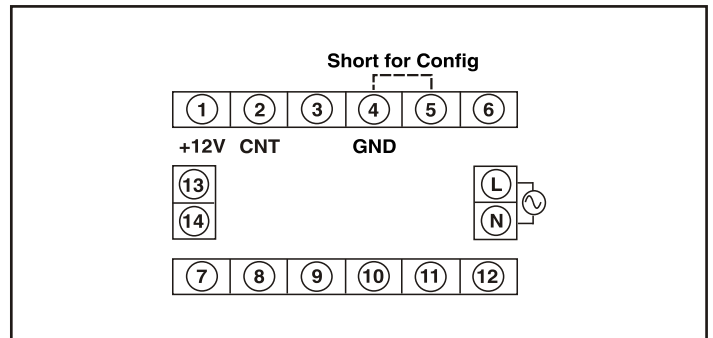 Short for Config
1 2 3 4 5 6
+12V CNT GND
13 L
14 N
7 8 9 10 11 12